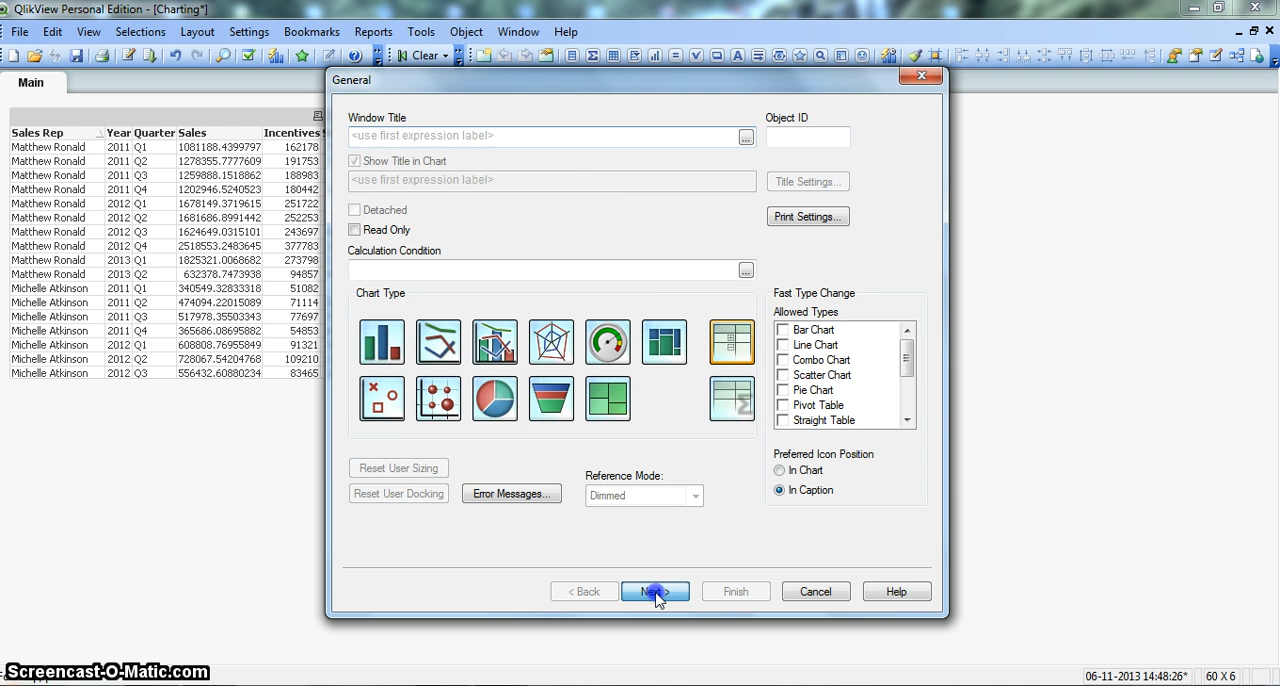 QlikView Personal Edition - [Charting*]
File Edit View Selections Layout Settings Bookmarks Reports Tools Object Window Help
Clear
Main
Sales Rep Year Quarter Sales Incentives
Matthew Ronald 2011 Q1 1081188.4399797 162178
Matthew Ronald 2011 Q2 1278355.7777609 191753
Matthew Ronald 2011 Q3 1259888.1518862 188983
Matthew Ronald 2011 Q4 1202946.5240523 180442
Matthew Ronald 2012 Q1 1678149.3719615 251722
Matthew Ronald 2012 Q2 1681686.8991442 252253
Matthew Ronald 2012 Q3 1624649.0315101 243697
Matthew Ronald 2012 Q4 2518553.2483645 377783
Matthew Ronald 2013 Q1 1825321.0068682 273798
Matthew Ronald 2013 Q2 632378.7473938 94857
Michelle Atkinson 2011 Q1 340549.32833318 51082
Michelle Atkinson 2011 Q2 474094.22015089 71114
Michelle Atkinson 2011 Q3 517978.35503343 77697
Michelle Atkinson 2011 Q4 365686.08695882 54853
Michelle Atkinson 2012 Q1 608808.76955849 91321
Michelle Atkinson 2012 Q2 728067.54204768 109210
Michelle Atkinson 2012 Q3 556432.60880234 83465
General
Window Title
Object ID
<use first expression label>
...
Show Title in Chart
<use first expression label>
Title Settings...
Detached
Print Settings...
Read Only
Calculation Condition
...
Chart Type
Fast Type Change
Allowed Types
Bar Chart
Line Chart
Combo Chart
Scatter Chart
Pie Chart
Pivot Table
Straight Table
Preferred Icon Position
In Chart
In Caption
Reset User Sizing
Reference Mode:
Reset User Docking
Error Messages...
Dimmed
< Back
Next >
Finish
Cancel
Help
Screencast-O-Matic.com
06-11-2013 14:48:26*
60 X 6